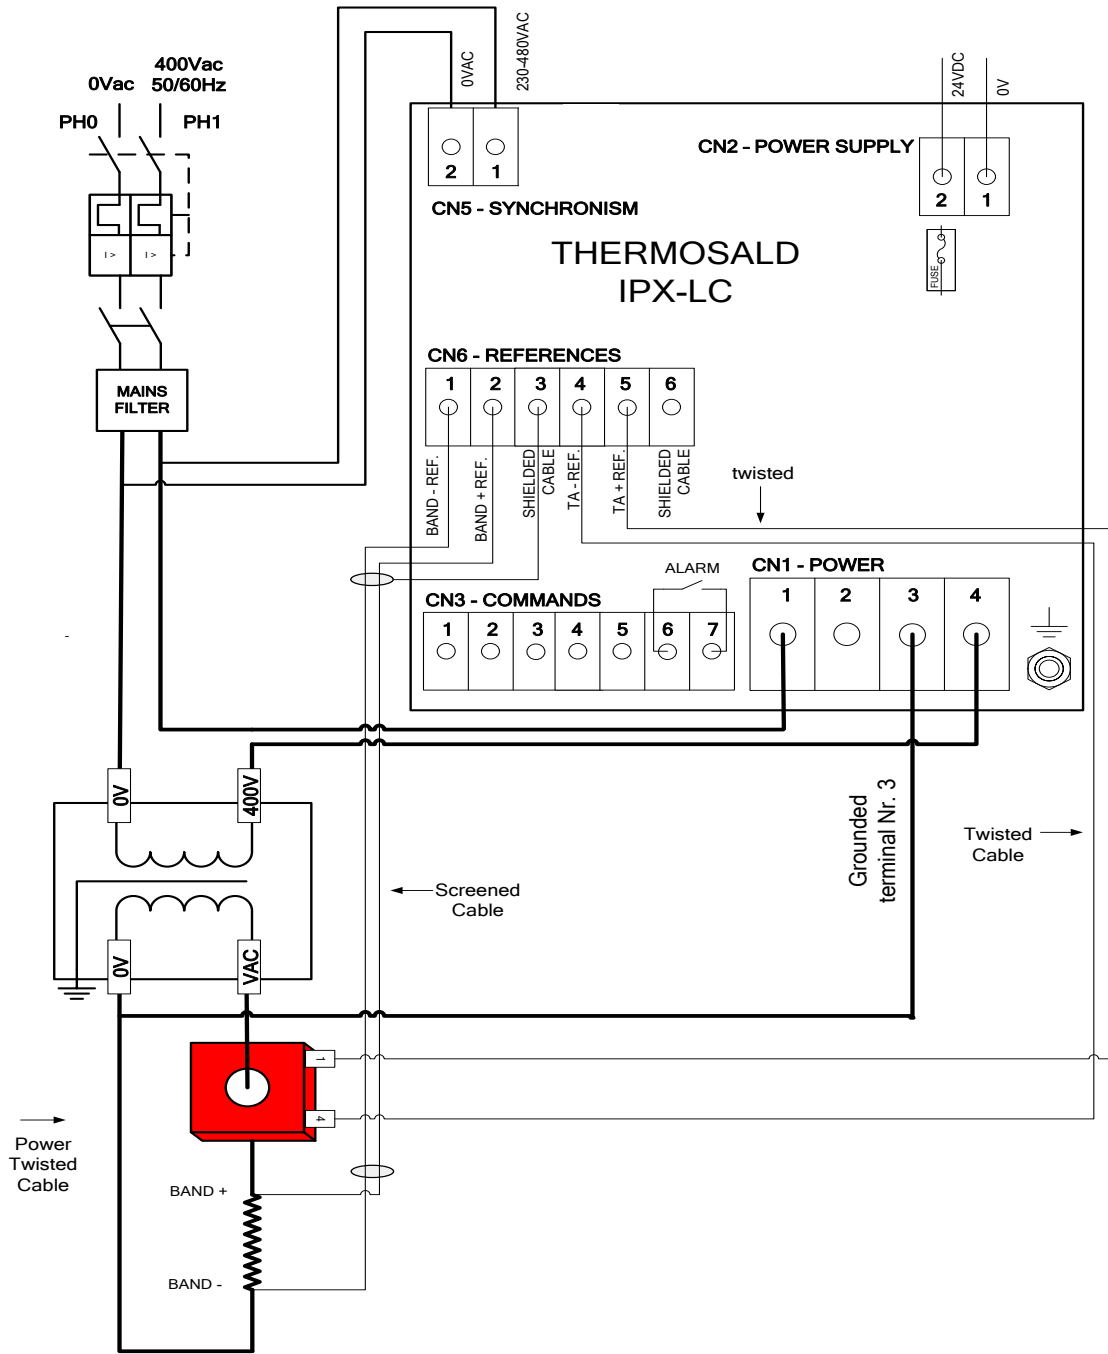 400Vac
0Vac 50/60Hz
PH0 PH1
I > I >
MAINS
FILTER
0VAC
230-480VAC
2 1
CN5 - SYNCHRONISM
24VDC
0V
CN2 - POWER SUPPLY
2 1
FUSE
THERMOSALD
IPX-LC
CN6 - REFERENCES
1 2 3 4 5 6
BAND - REF.
BAND + REF.
SHIELDED
CABLE
TA - REF.
TA + REF.
SHIELDED
CABLE
twisted
ALARM
CN3 - COMMANDS
1 2 3 4 5 6 7
CN1 - POWER
1 2 3 4
0V
400V
Grounded
terminal Nr. 3
Twisted
Cable
Screened
Cable
0V
VAC
1
4
Power
Twisted
Cable
BAND +
BAND -